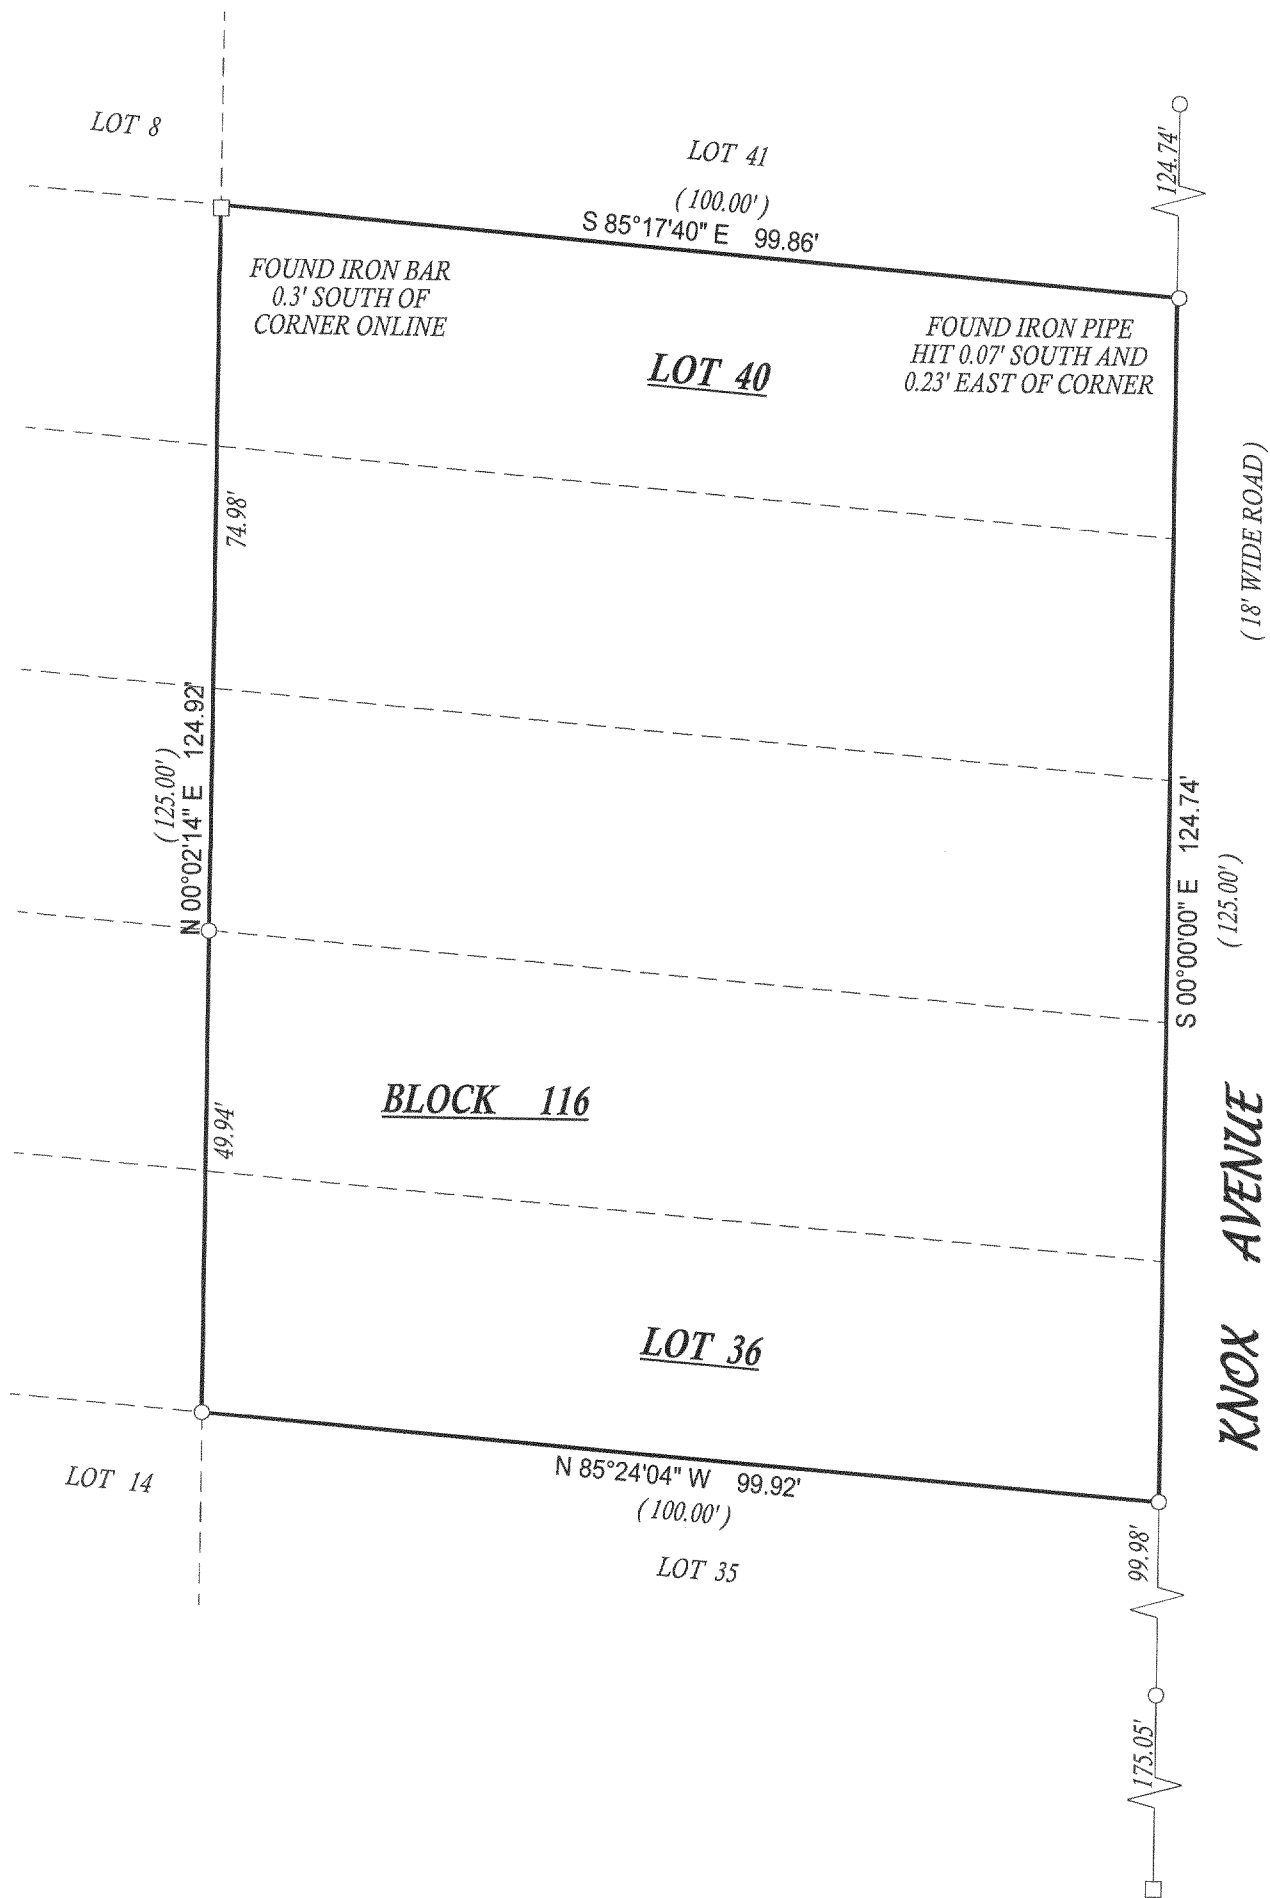 LOT 8
LOT 41
124.74'
( 100.00' )
S 85°17'40" E 99.86'
FOUND IRON BAR
0.3' SOUTH OF
CORNER ONLINE
FOUND IRON PIPE
HIT 0.07' SOUTH AND
0.23' EAST OF CORNER
LOT 40
( 18' WIDE ROAD )
74.98'
N 00°02'14" E 124.92'
( 125.00' )
S 00°00'00" E 124.74'
( 125.00' )
BLOCK 116
49.94'
KNOX AVENUE
LOT 36
LOT 14
N 85°24'04" W 99.92'
( 100.00' )
LOT 35
99.98'
175.05'